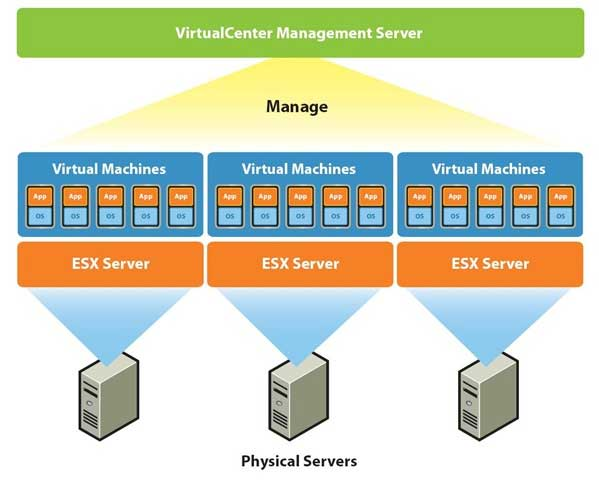 VirtualCenter Management Server
Manage
Virtual Machines Virtual Machines Virtual Machines
App App App App App App App App App App App App App App App
OS OS OS OS OS OS OS OS OS OS OS OS OS OS OS
ESX Server ESX Server ESX Server
Physical Servers